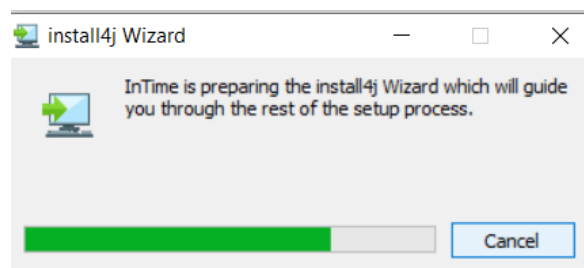 install4j Wizard
InTime is preparing the install4j Wizard which will guide
you through the rest of the setup process.
Cancel